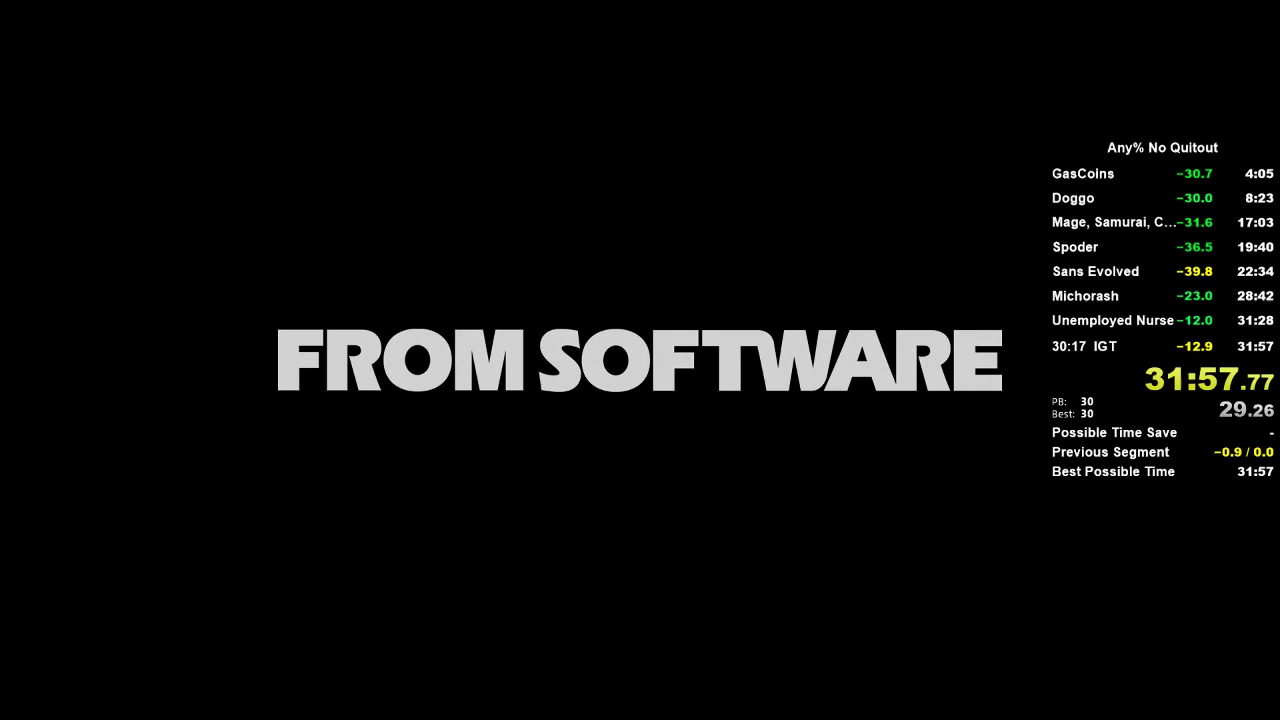 FROM SOFTWARE
Any% No Quitout
GasCoins −30.7 4:05
Doggo −30.0 8:23
Mage, Samurai, C... −31.6 17:03
Spoder −36.5 19:40
Sans Evolved −39.8 22:34
Michorash −23.0 28:42
Unemployed Nurse −12.0 31:28
30:17 IGT −12.9 31:57
31:57.77
PB: 30
Best: 30
29.26
Possible Time Save -
Previous Segment −0.9 / 0.0
Best Possible Time 31:57